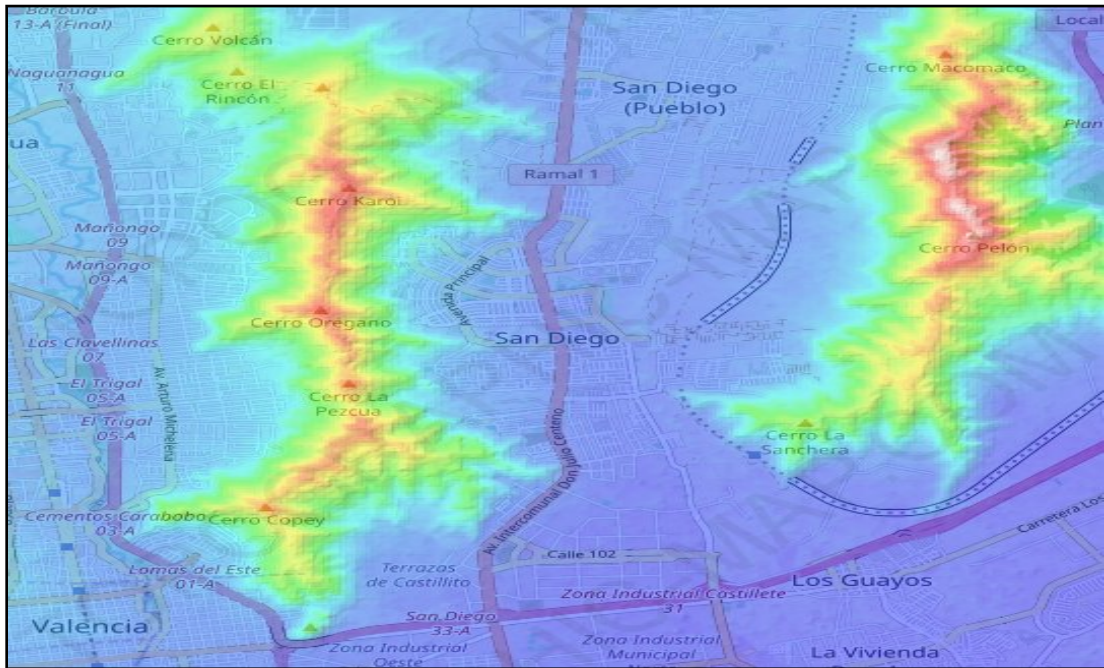 Bárbula
13-A (Final)
Cerro Volcán
Local
Naguanagua
11
Cerro El
Rincón
San Diego
(Pueblo)
Cerro Macomaco
Plan
ua
Ramal 1
Cerro Karoi
Mañongo
09
Mañongo
09-A
Cerro Pelón
Avenida Principal
Cerro Orégano
San Diego
Las Clavellinas
07
Av. Arturo Michelena
El Trigal
05-A
Cerro La
Pezcua
El Trigal
05-A
Cerro La
Sanchera
Av. Intercomunal Don Julio Centeno
Cementos Carabobo
03-A
Cerro Copey
Carretera Los
Calle 102
Lomas del Este
01-A
Terrazas
de Castillito
Los Guayos
Zona Industrial Castillete
31
Valencia
San Diego
33-A
Zona Industrial
Oeste
Zona Industrial
Municipal
La Vivienda